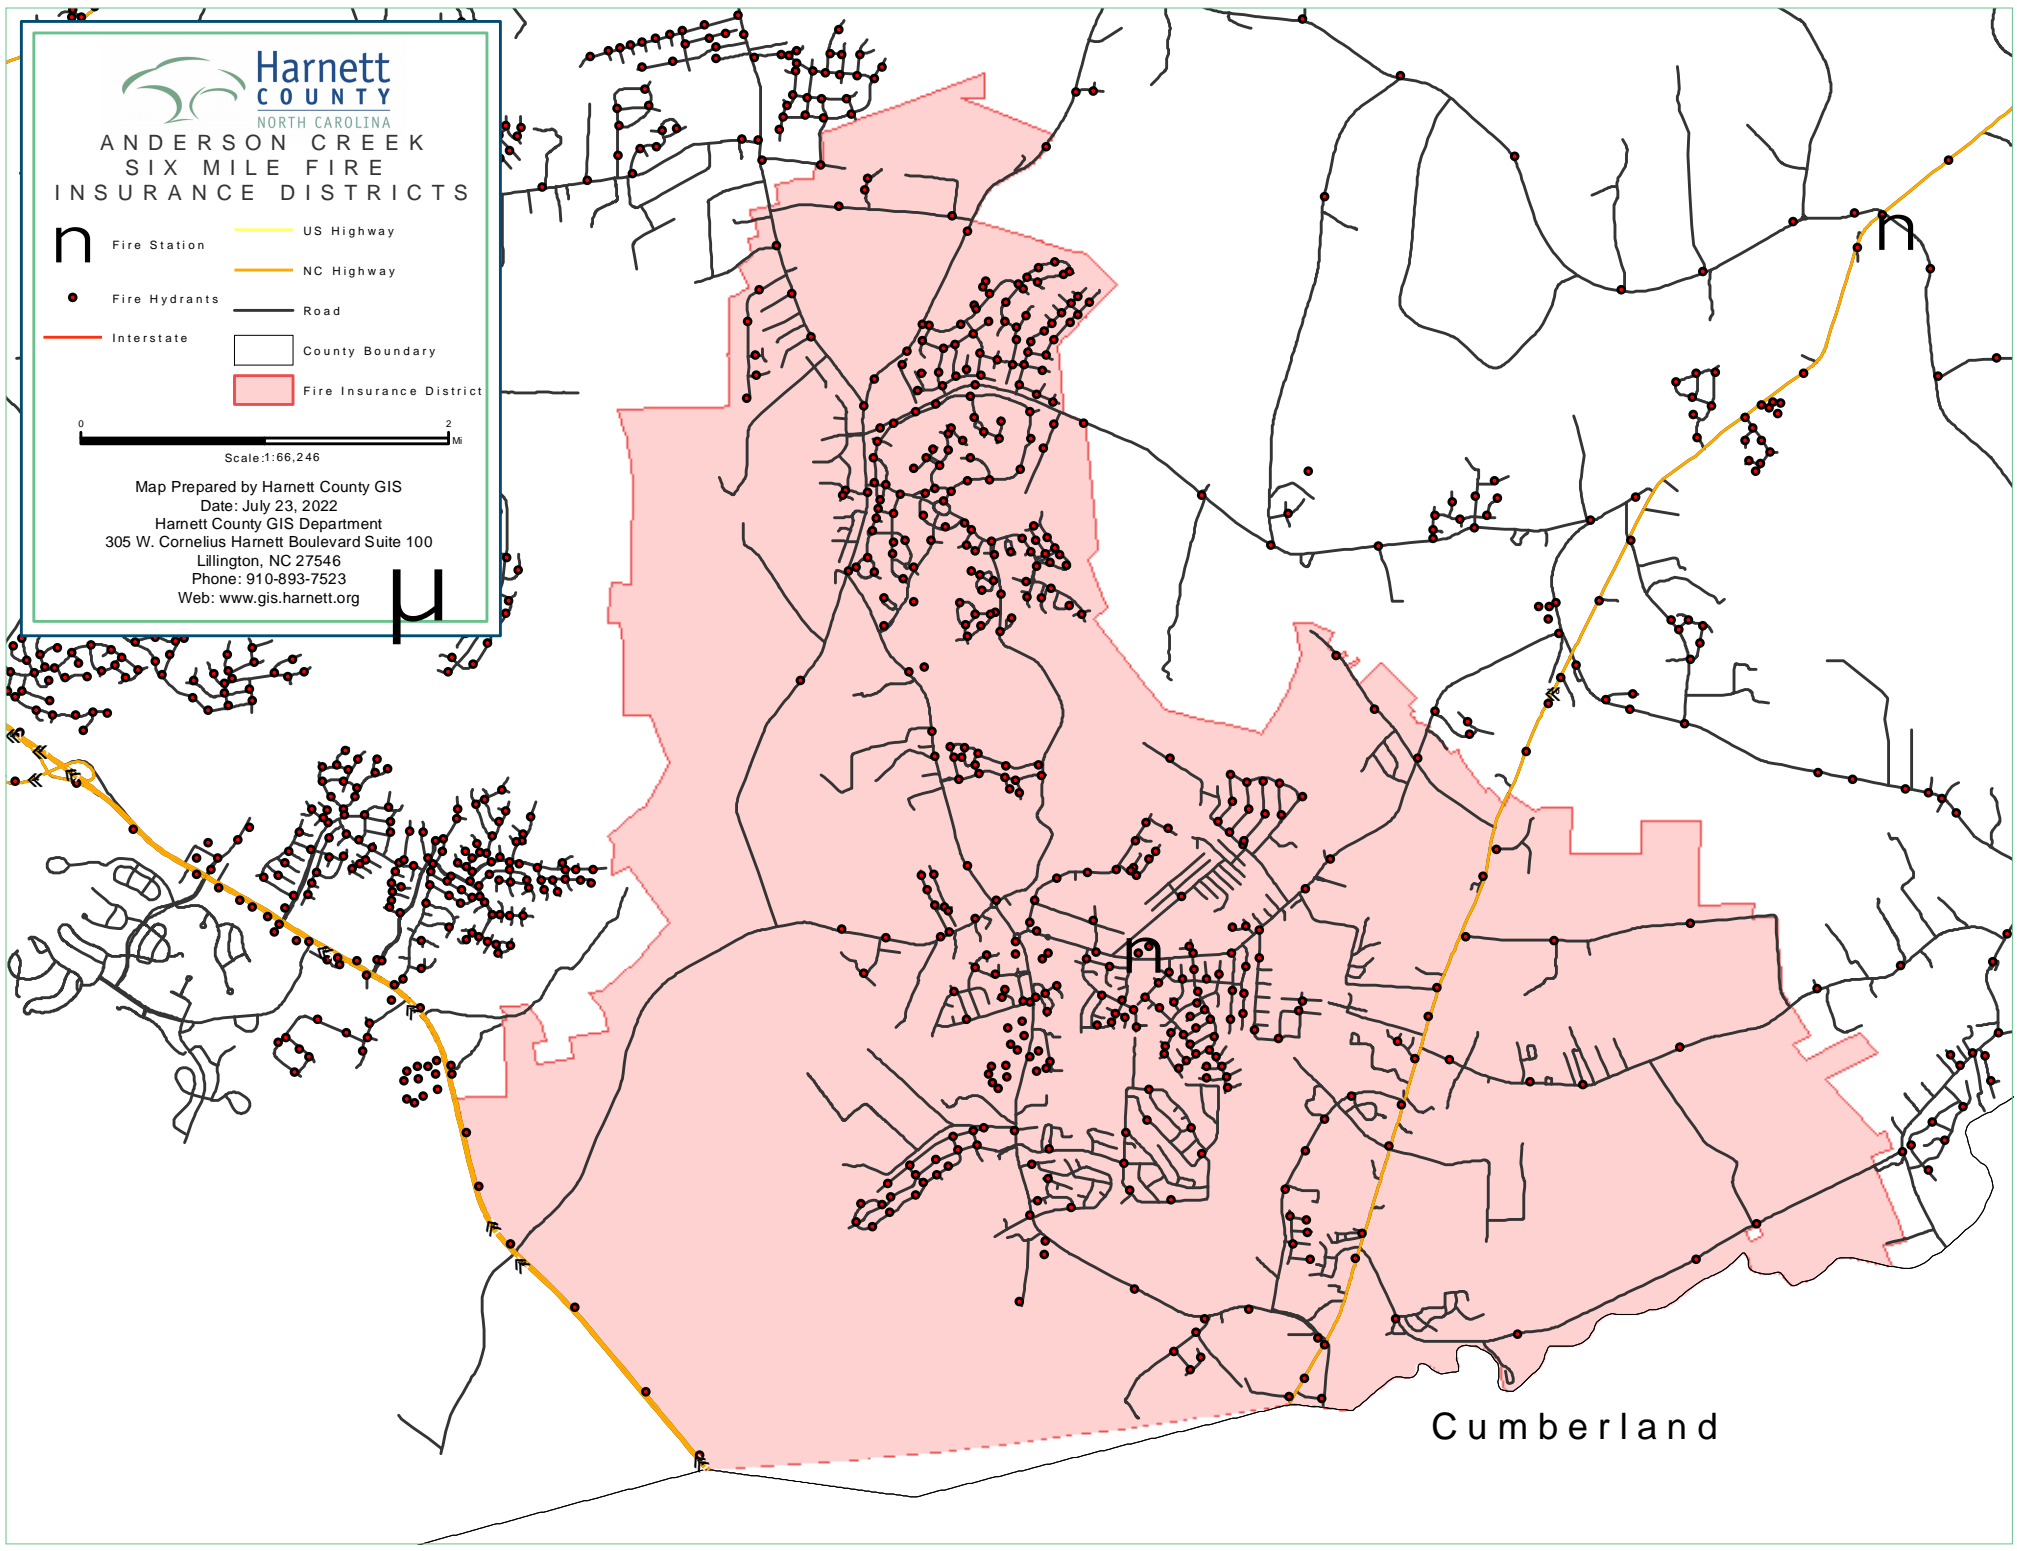 Harnett
COUNTY
NORTH CAROLINA
ANDERSON CREEK
SIX MILE FIRE
INSURANCE DISTRICTS
n Fire Station
Fire Hydrants
Interstate
US Highway
NC Highway
Road
County Boundary
Fire Insurance District
0 2
Mi
Scale:1:66,246
Map Prepared by Harnett County GIS
Date: July 23, 2022
Harnett County GIS Department
305 W. Cornelius Harnett Boulevard Suite 100
Lillington, NC 27546
Phone: 910-893-7523
Web: www.gis.harnett.org
µ
n
n
Cumberland